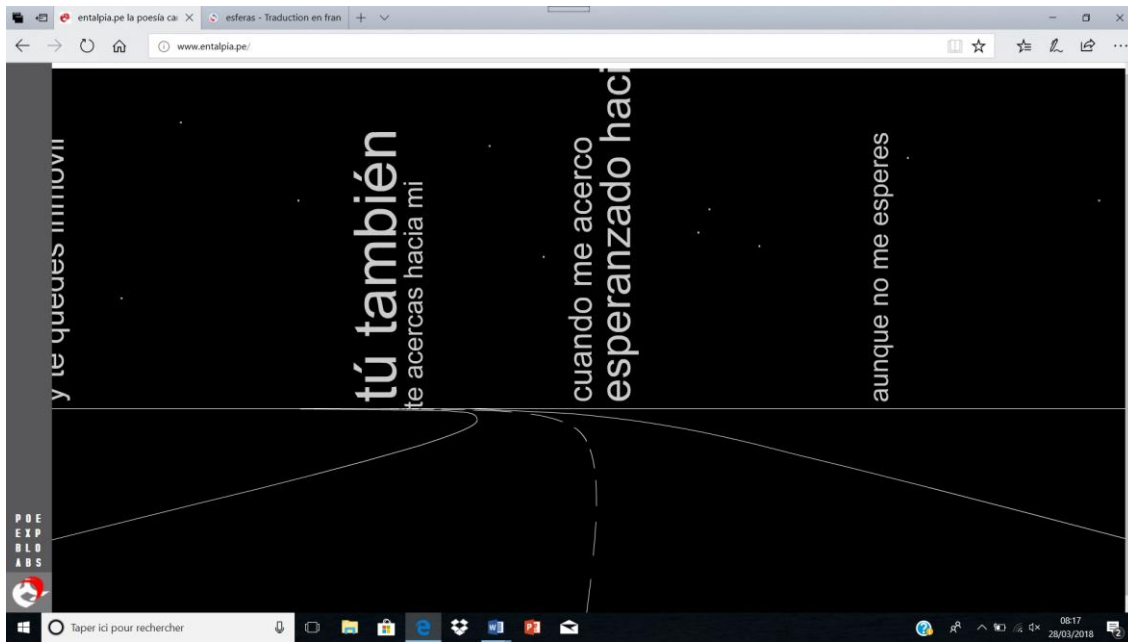 entalpia.pe la poesía ca
esferas - Traduction en fran
www.entalpia.pe/
y te quedes inmóvil
tú también
te acercas hacia mi
cuando me acerco
esperanzado haci
aunque no me esperes
POE
EXP
BLO
ABS
Taper ici pour rechercher
08:17
28/03/2018
2